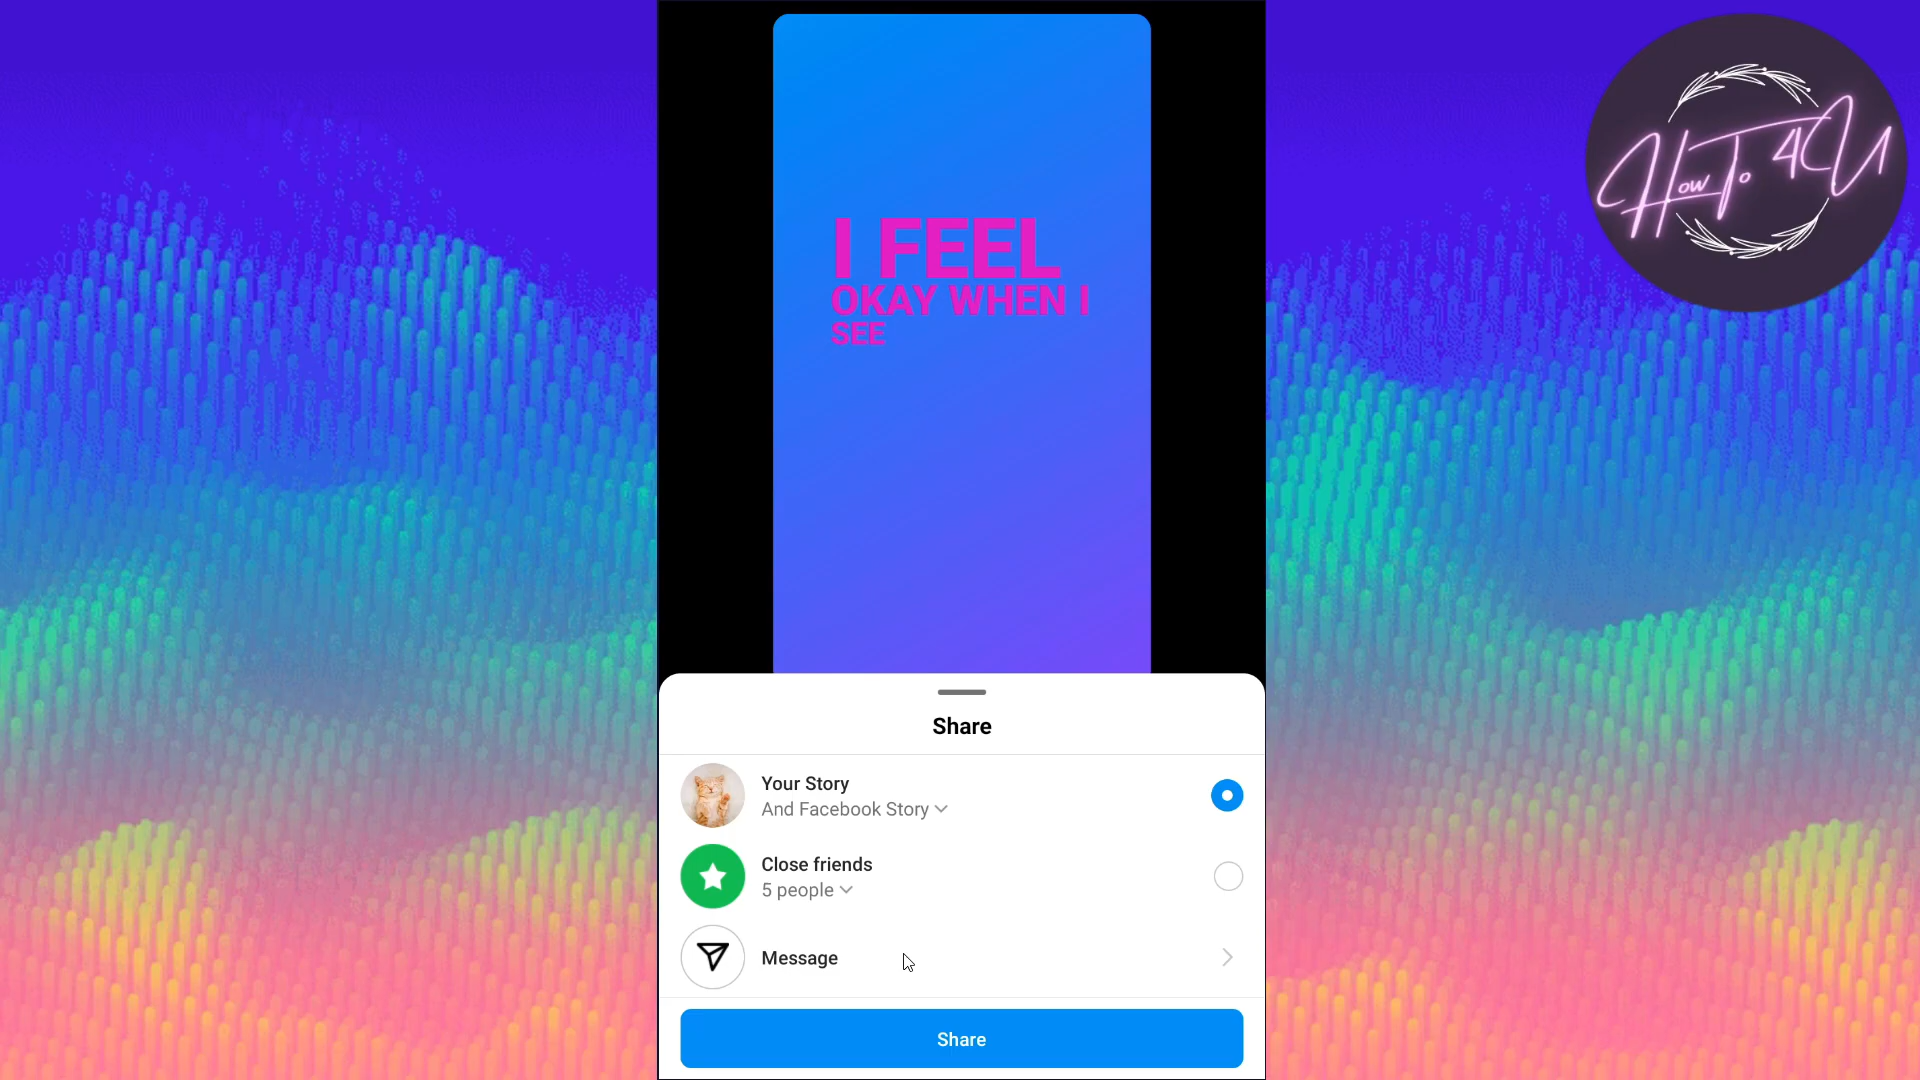 I FEEL
OKAY WHEN I
SEE
How To 4U
Share
Your Story
And Facebook Story
Close friends
5 people
Message
Share